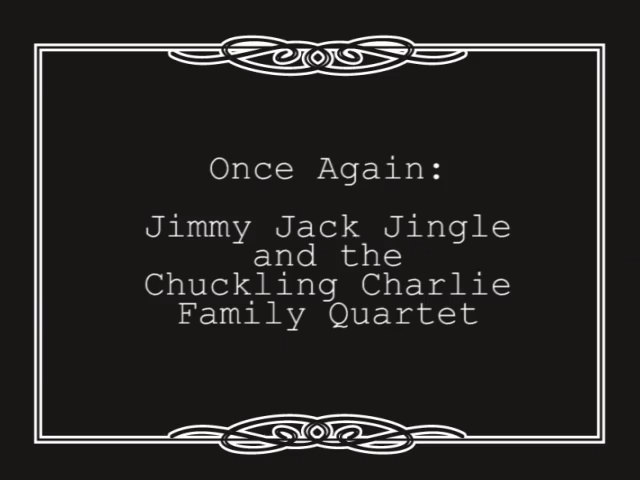 Once Again:
Jimmy Jack Jingle
and the
Chuckling Charlie
Family Quartet